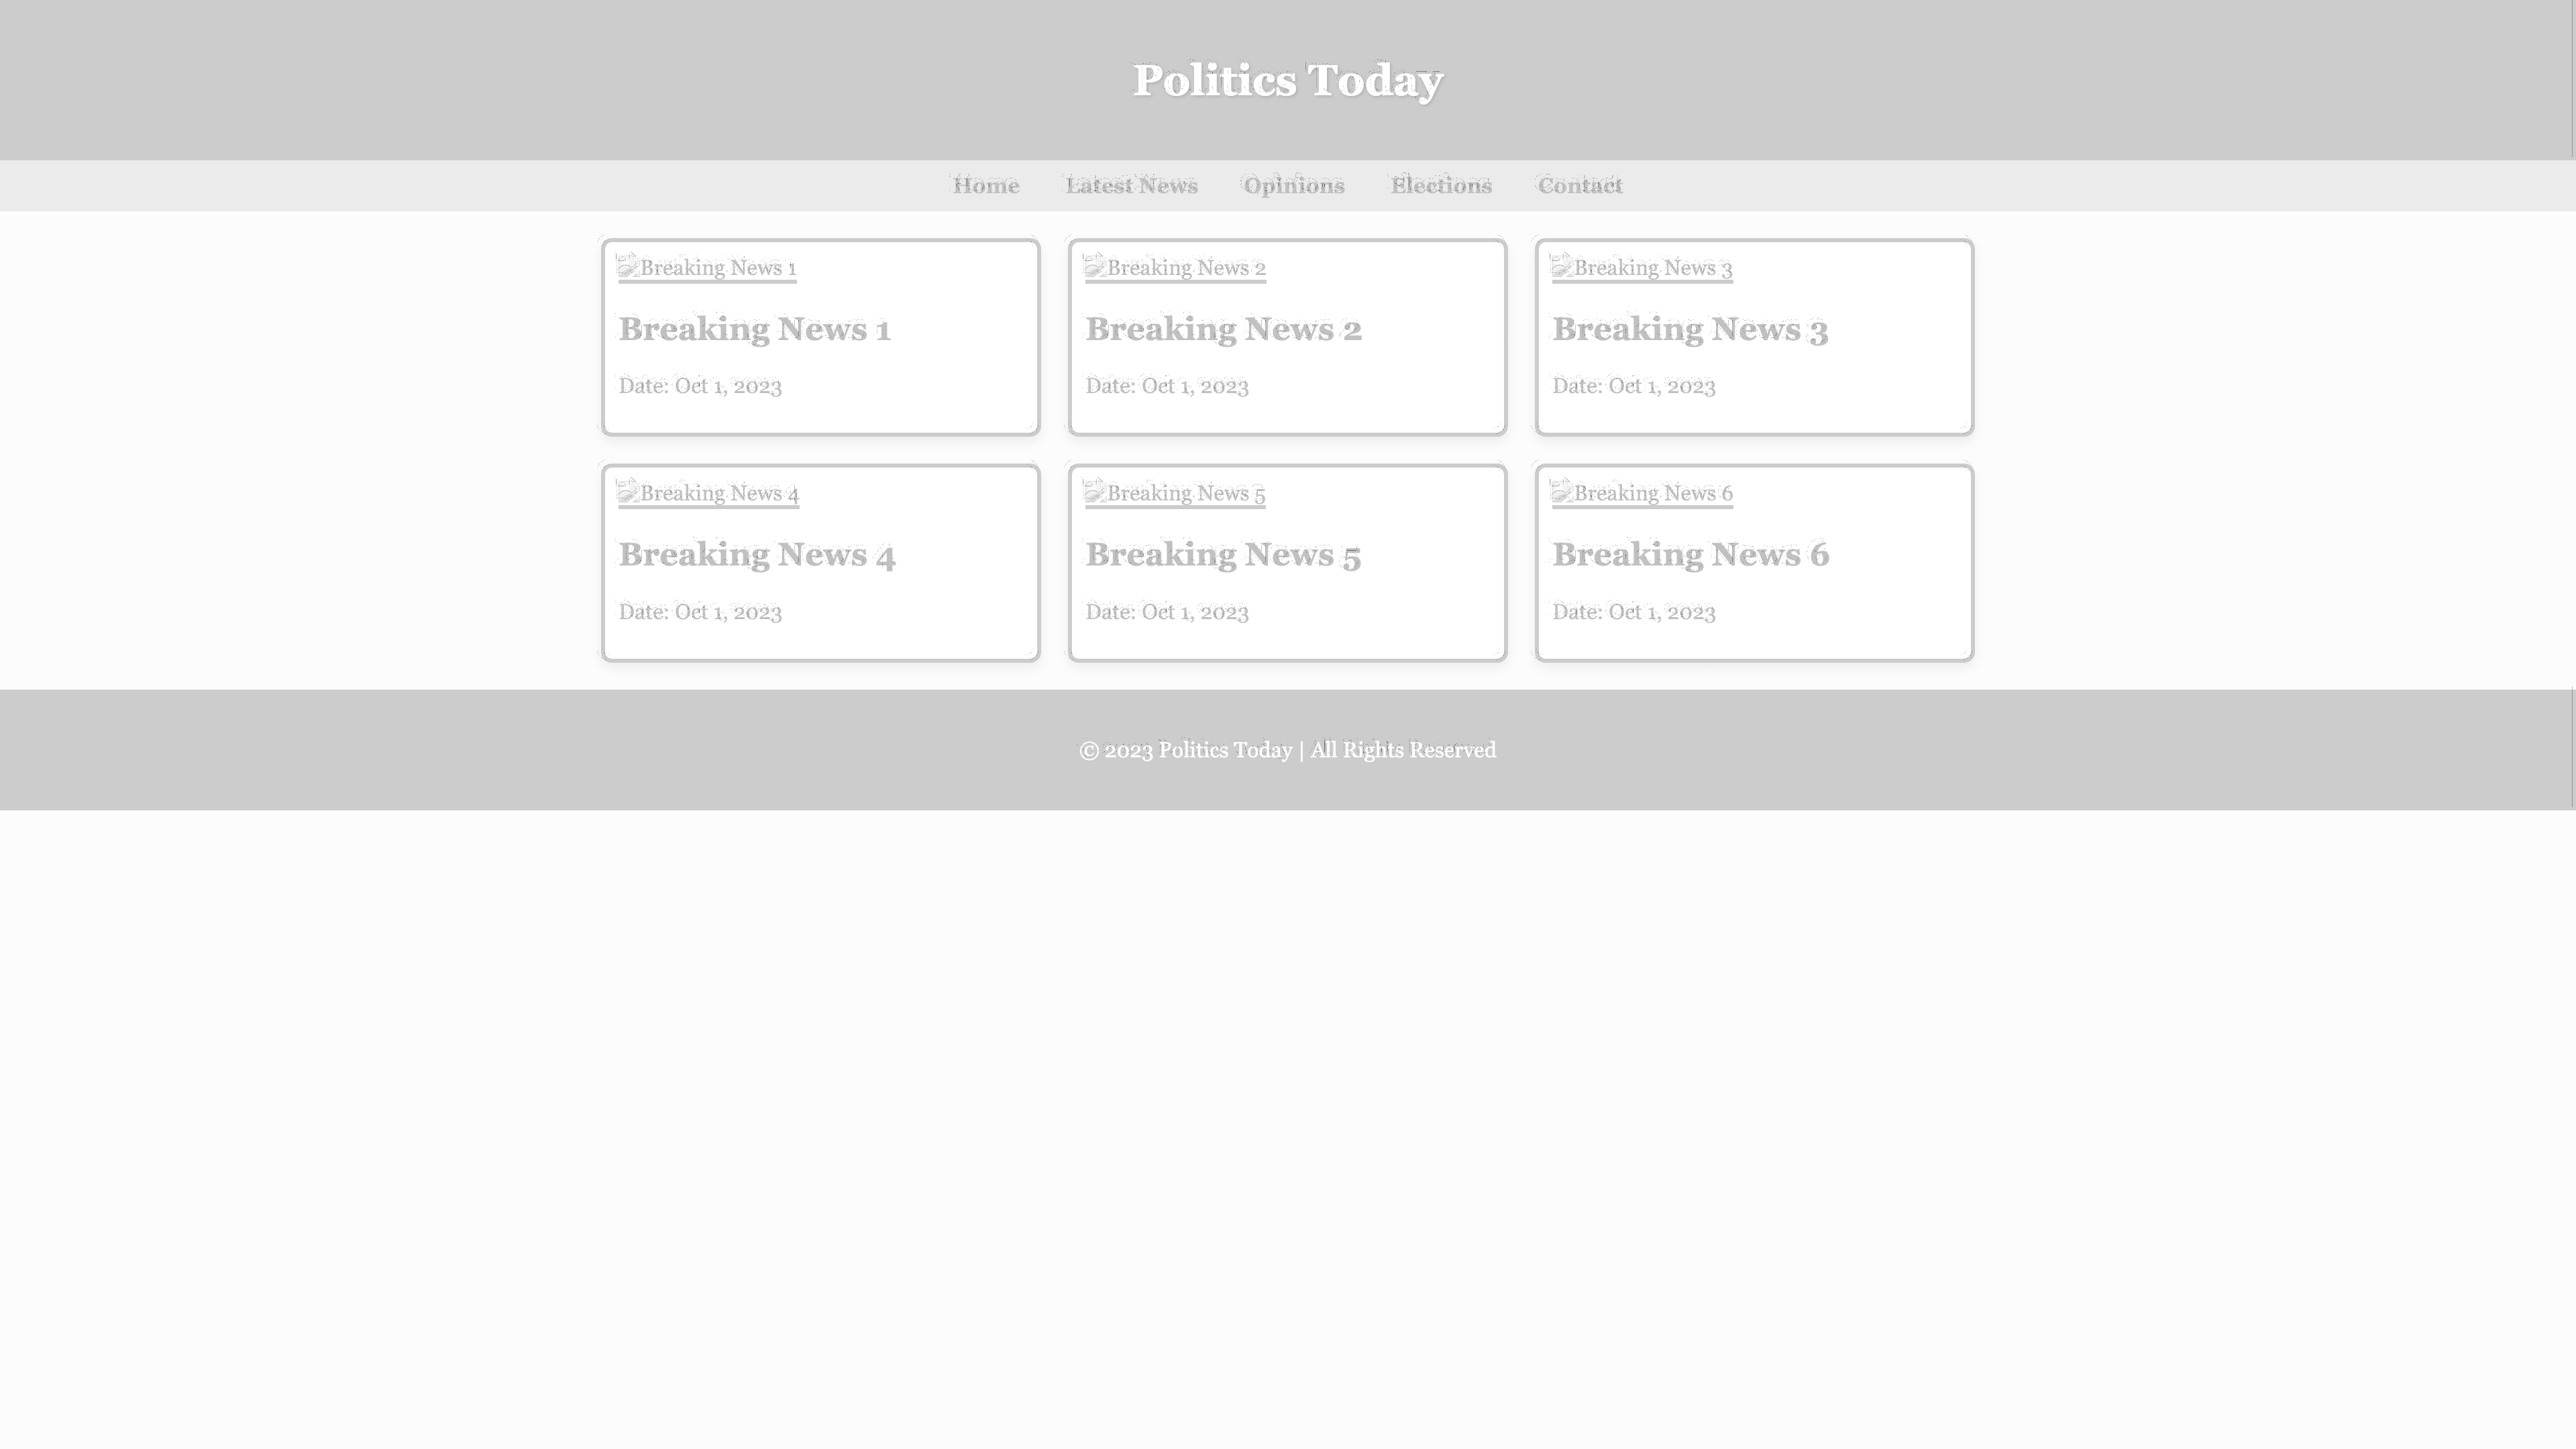 Politics Today
Home Latest News Opinions Elections Contact
Breaking News 1 Breaking News 2 Breaking News 3
Breaking News 1 Breaking News 2 Breaking News 3
Date: Oct 1, 2023 Date: Oct 1, 2023 Date: Oct 1, 2023
Breaking News 4 Breaking News 5 Breaking News 6
Breaking News 4 Breaking News 5 Breaking News 6
Date: Oct 1, 2023 Date: Oct 1, 2023 Date: Oct 1, 2023
© 2023 Politics Today | All Rights Reserved